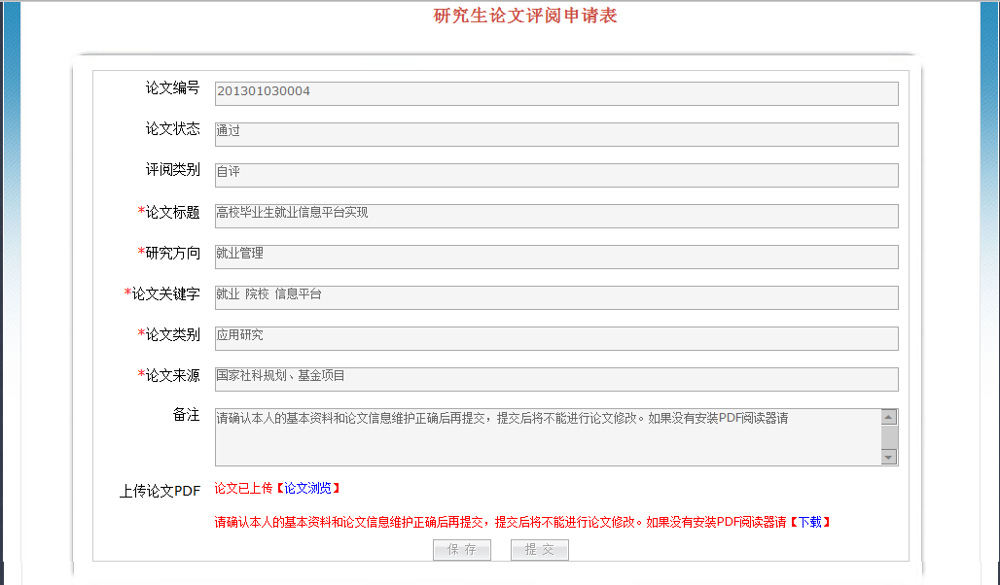 研究生论文评阅申请表
论文编号 201301030004
论文状态 通过
评阅类别 自评
*论文标题 高校毕业生就业信息平台实现
*研究方向 就业管理
*论文关键字 就业 院校 信息平台
*论文类别 应用研究
*论文来源 国家社科规划、基金项目
备注 请确认本人的基本资料和论文信息维护正确后再提交，提交后将不能进行论文修改。如果没有安装PDF阅读器请
上传论文PDF 论文已上传【论文浏览】
请确认本人的基本资料和论文信息维护正确后再提交，提交后将不能进行论文修改。如果没有安装PDF阅读器请【下载】
保 存 提 交